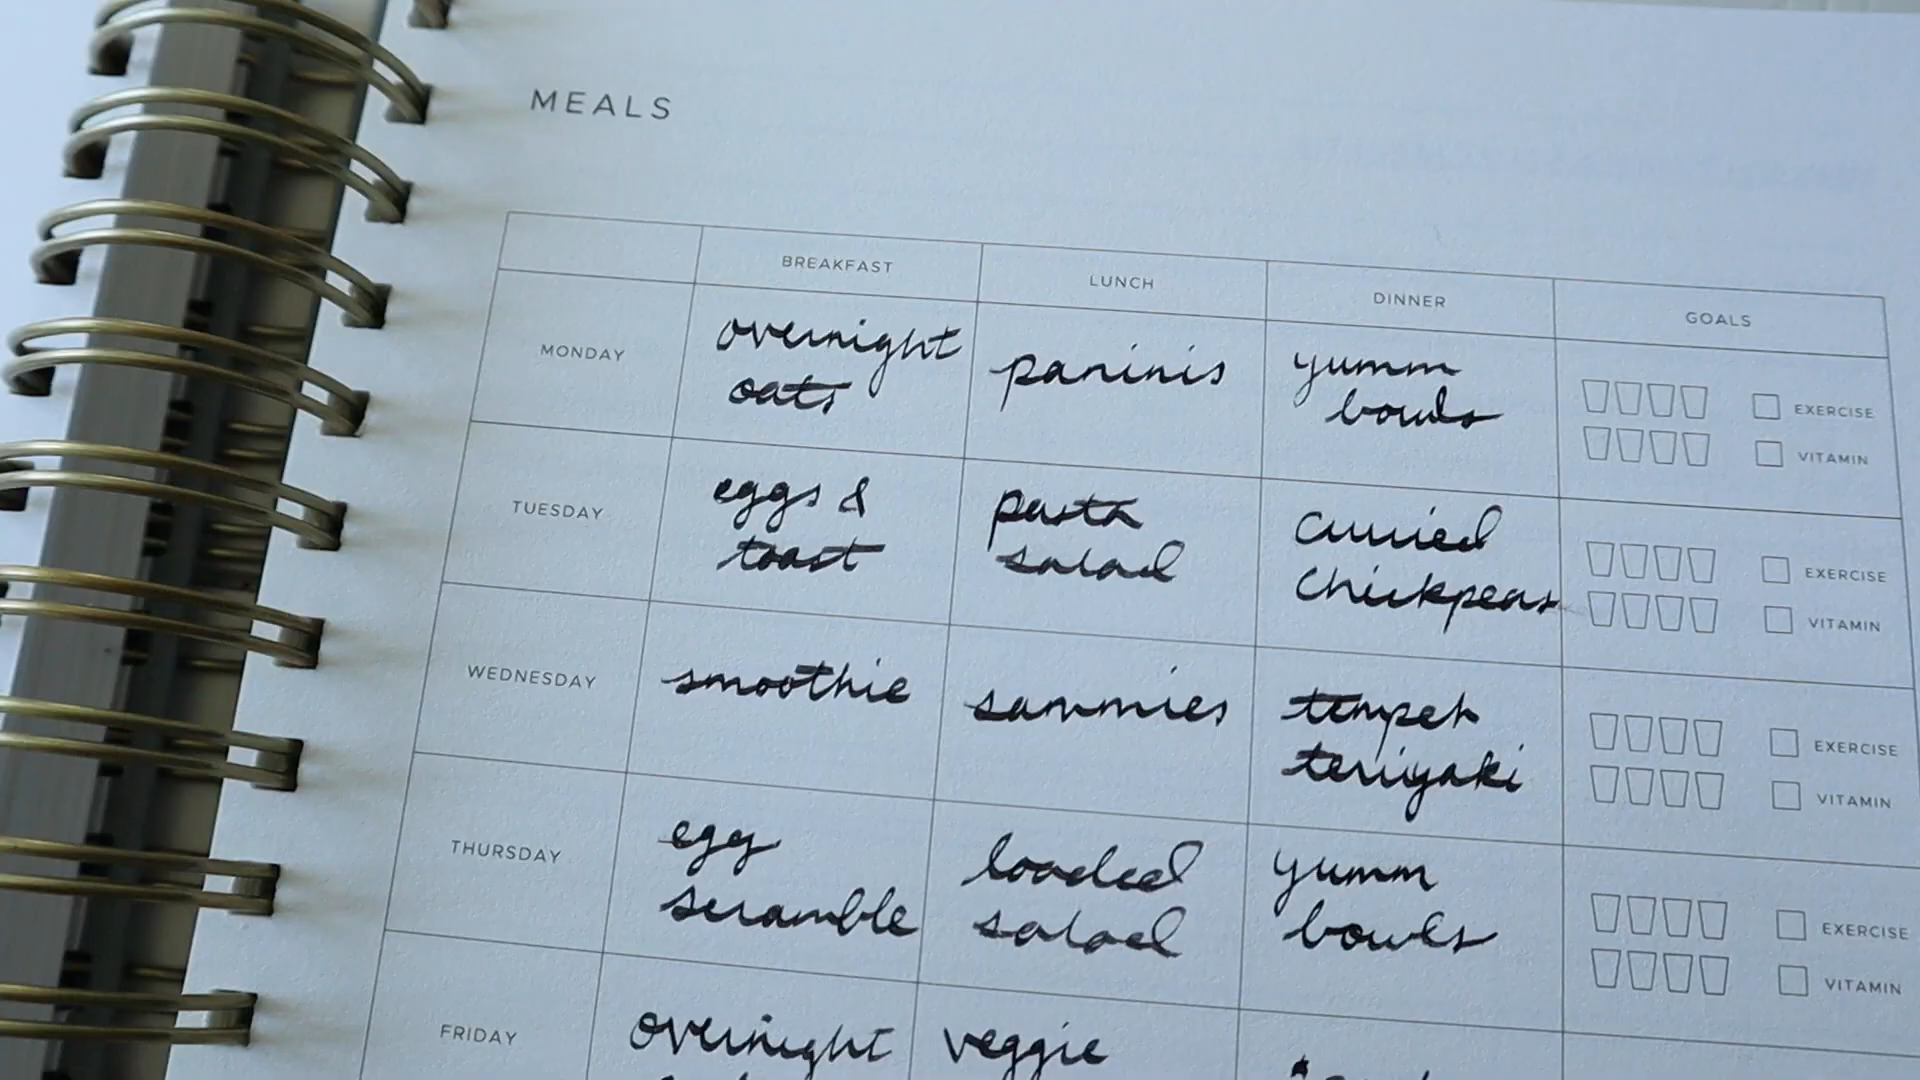 MEALS
BREAKFAST LUNCH DINNER GOALS
MONDAY
overnight
oats
paninis
yumm
bowls
EXERCISE
VITAMIN
TUESDAY
eggs &
toast
pasta
salad
curried
chickpeas
EXERCISE
VITAMIN
WEDNESDAY
smoothie
sammies
tempeh
teriyaki
EXERCISE
VITAMIN
THURSDAY
egg
scramble
loaded
salad
yumm
bowls
EXERCISE
VITAMIN
FRIDAY
overnight
veggie